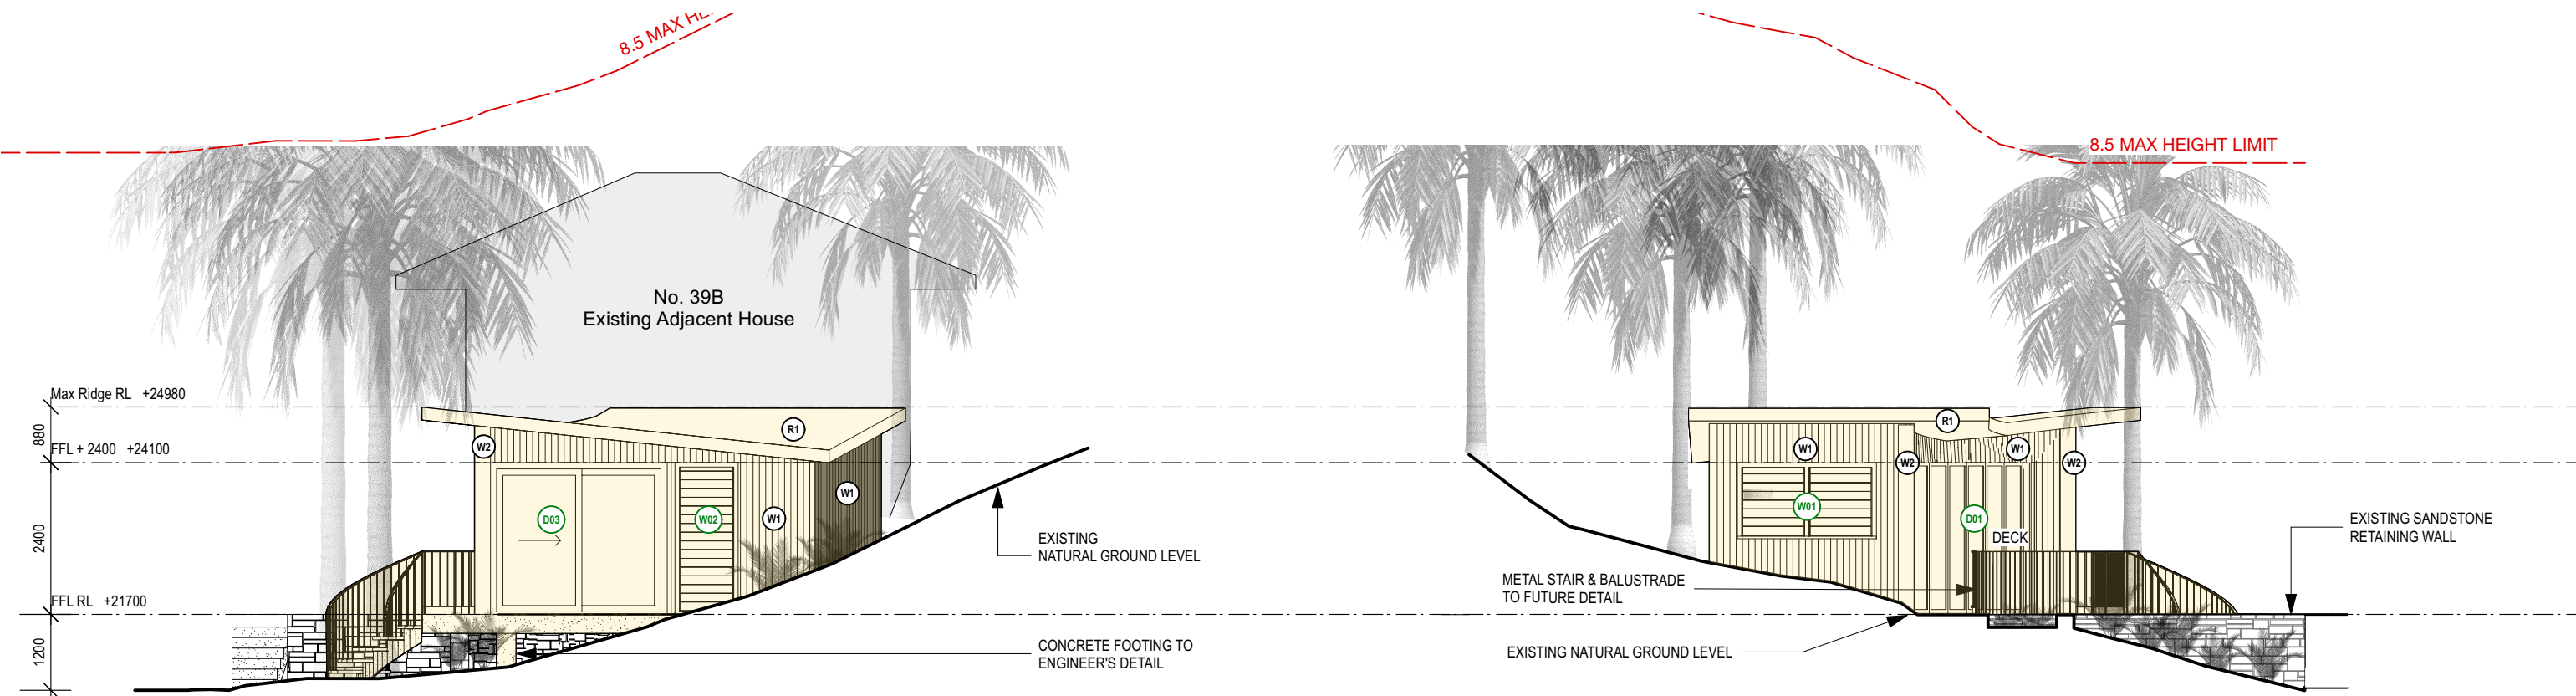 8.5 MAX HE
8.5 MAX HEIGHT LIMIT
No. 39B
Existing Adjacent House
Max Ridge RL +24980
880
R1
R1
W2
FFL + 2400 +24100
W1
W1
W2
W2
2400
D03
W02
W1
W1
W01
D01
DECK
EXISTING
NATURAL GROUND LEVEL
EXISTING SANDSTONE
RETAINING WALL
METAL STAIR & BALUSTRADE
TO FUTURE DETAIL
FFL RL +21700
1200
CONCRETE FOOTING TO
ENGINEER'S DETAIL
EXISTING NATURAL GROUND LEVEL